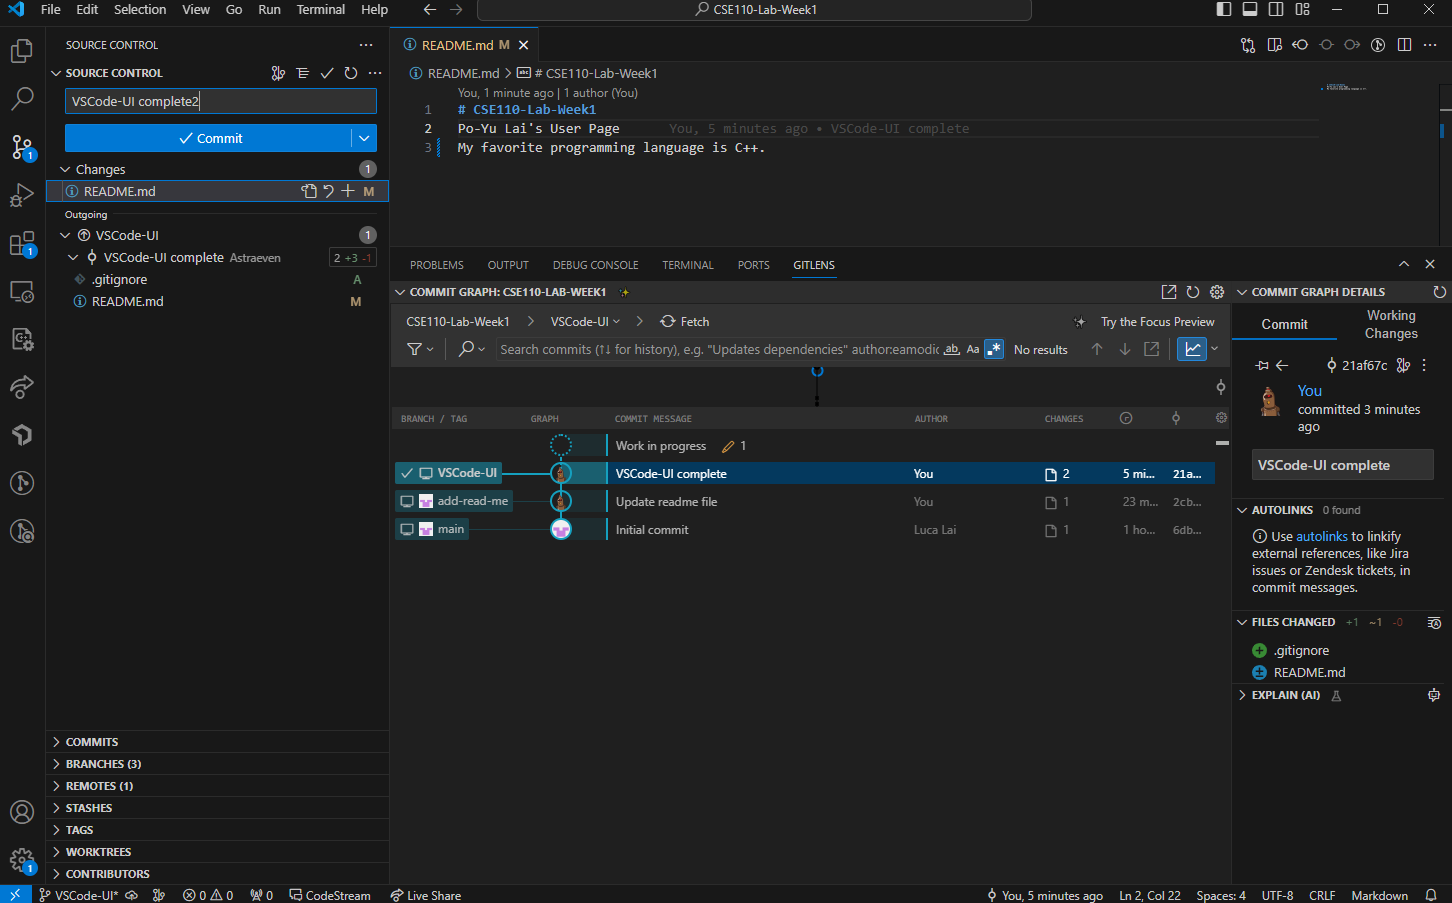 File Edit Selection View Go Run Terminal Help
CSE110-Lab-Week1
SOURCE CONTROL
SOURCE CONTROL
VSCode-UI complete2
Commit
Changes 1
README.md M
Outgoing
VSCode-UI 1
VSCode-UI complete Astraeven 2 +3 -1
.gitignore A
README.md M
COMMITS
BRANCHES (3)
REMOTES (1)
STASHES
TAGS
WORKTREES
CONTRIBUTORS
1
1
1
README.md M
README.md > # CSE110-Lab-Week1
You, 1 minute ago | 1 author (You)
1 # CSE110-Lab-Week1
2 Po-Yu Lai's User Page You, 5 minutes ago • VSCode-UI complete
3 My favorite programming language is C++.
PROBLEMS OUTPUT DEBUG CONSOLE TERMINAL PORTS GITLENS
COMMIT GRAPH: CSE110-LAB-WEEK1
CSE110-Lab-Week1 > VSCode-UI > Fetch
Try the Focus Preview
Search commits (↑↓ for history), e.g. "Updates dependencies" author:eamodic ab, Aa .* No results
BRANCH / TAG GRAPH COMMIT MESSAGE AUTHOR CHANGES
Work in progress 1
VSCode-UI VSCode-UI complete You 2 5 mi... 21a...
add-read-me Update readme file You 1 23 m... 2cb...
main Initial commit Luca Lai 1 1 ho... 6db...
COMMIT GRAPH DETAILS
Commit
Working
Changes
21af67c
You
committed 3 minutes
ago
VSCode-UI complete
AUTOLINKS 0 found
Use autolinks to linkify
external references, like Jira
issues or Zendesk tickets, in
commit messages.
FILES CHANGED +1 ~1 -0
.gitignore
README.md
EXPLAIN (AI)
VSCode-UI* 0 0 0 CodeStream Live Share
You, 5 minutes ago Ln 2, Col 22 Spaces: 4 UTF-8 CRLF Markdown